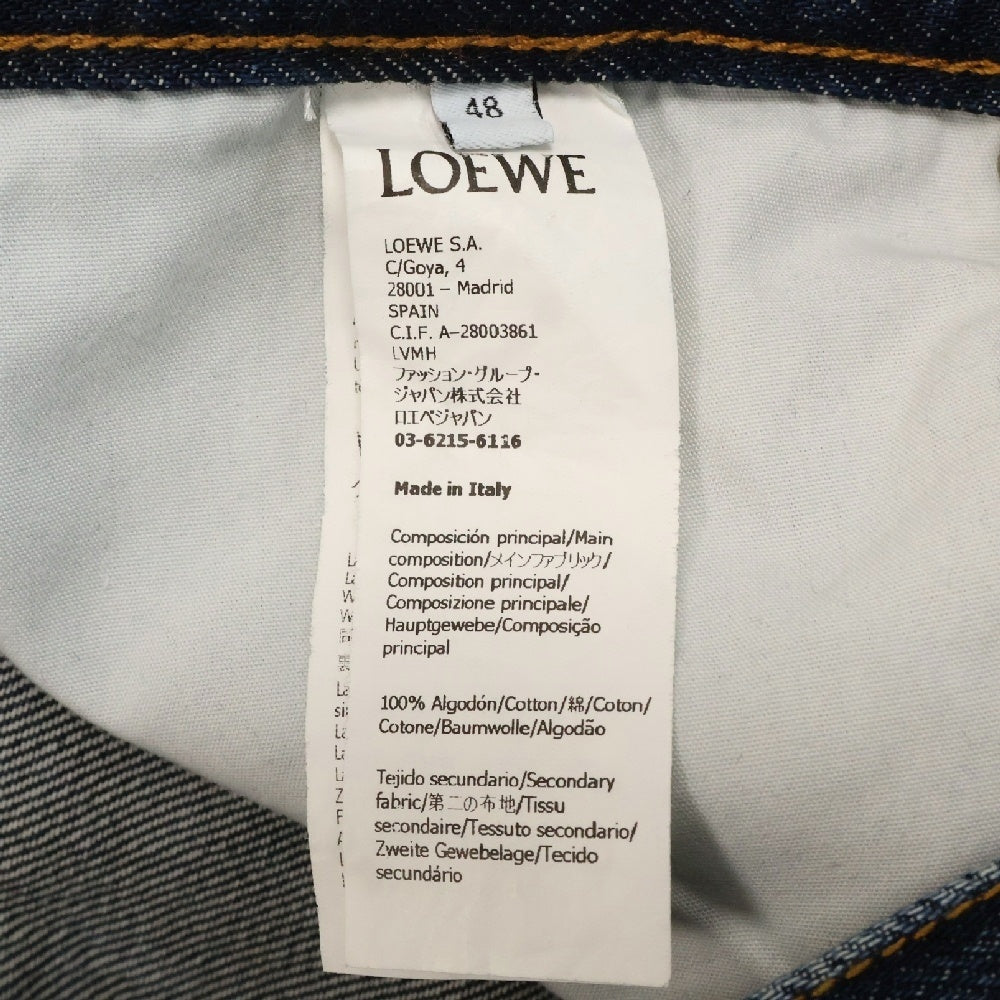 48
LOEWE
LOEWE S.A.
C/Goya, 4
28001 – Madrid
SPAIN
C.I.F. A-28003861
LVMH
ファッション・グループ・
ジャパン株式会社
ロエベジャパン
03-6215-6116
Made in Italy
Composición principal/Main
composition/メインファブリック/
Composition principal/
Composizione principale/
Hauptgewebe/Composição
principal
100% Algodón/Cotton/綿/Coton/
Cotone/Baumwolle/Algodão
Tejido secundario/Secondary
fabric/第二の布地/Tissu
secondaire/Tessuto secondario/
Zweite Gewebelage/Tecido
secundário